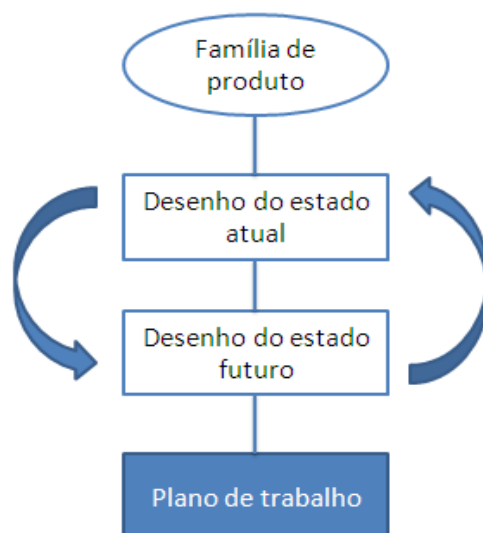 Família de
produto
Desenho do estado
atual
Desenho do estado
futuro
Plano de trabalho